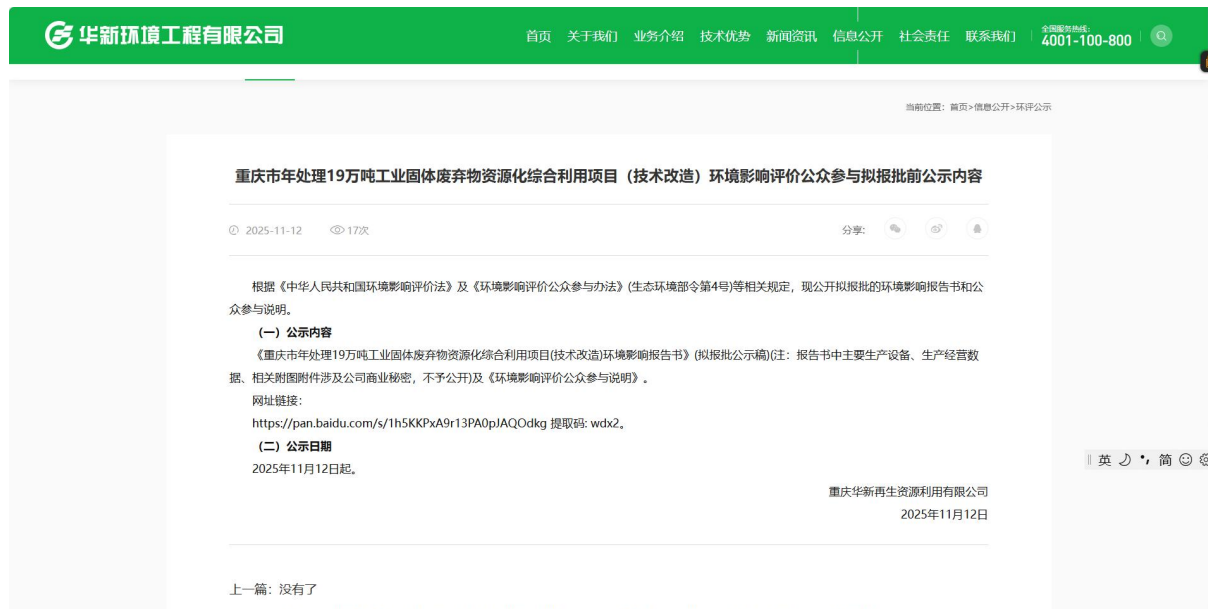 华新环境工程有限公司
首页 关于我们 业务介绍 技术优势 新闻资讯 信息公开 社会责任 联系我们
全国服务热线:
4001-100-800
当前位置：首页>信息公开>环评公示
重庆市年处理19万吨工业固体废弃物资源化综合利用项目（技术改造）环境影响评价公众参与拟报批前公示内容
2025-11-12 17次 分享:
根据《中华人民共和国环境影响评价法》及《环境影响评价公众参与办法》(生态环境部令第4号)等相关规定，现公开拟报批的环境影响报告书和公
众参与说明。
（一）公示内容
《重庆市年处理19万吨工业固体废弃物资源化综合利用项目(技术改造)环境影响报告书》(拟报批公示稿)(注：报告书中主要生产设备、生产经营数
据、相关附图附件涉及公司商业秘密，不予公开)及《环境影响评价公众参与说明》。
网址链接：
https://pan.baidu.com/s/1h5KKPxA9r13PA0pJAQOdkg 提取码: wdx2。
（二）公示日期
2025年11月12日起。
重庆华新再生资源利用有限公司
2025年11月12日
英 简
上一篇：没有了